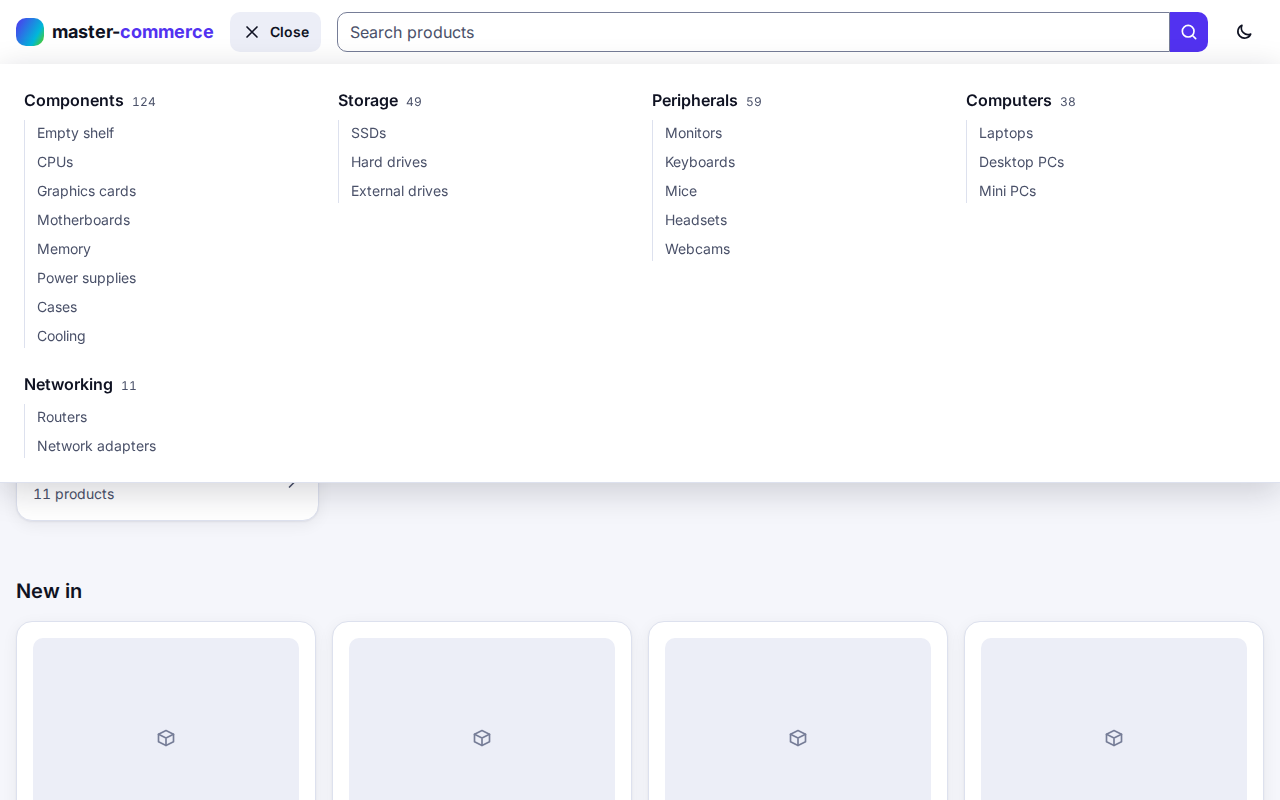 master-commerce
Close
Search products
Components 124
Empty shelf
CPUs
Graphics cards
Motherboards
Memory
Power supplies
Cases
Cooling
Storage 49
SSDs
Hard drives
External drives
Peripherals 59
Monitors
Keyboards
Mice
Headsets
Webcams
Computers 38
Laptops
Desktop PCs
Mini PCs
Networking 11
Routers
Network adapters
11 products
New in